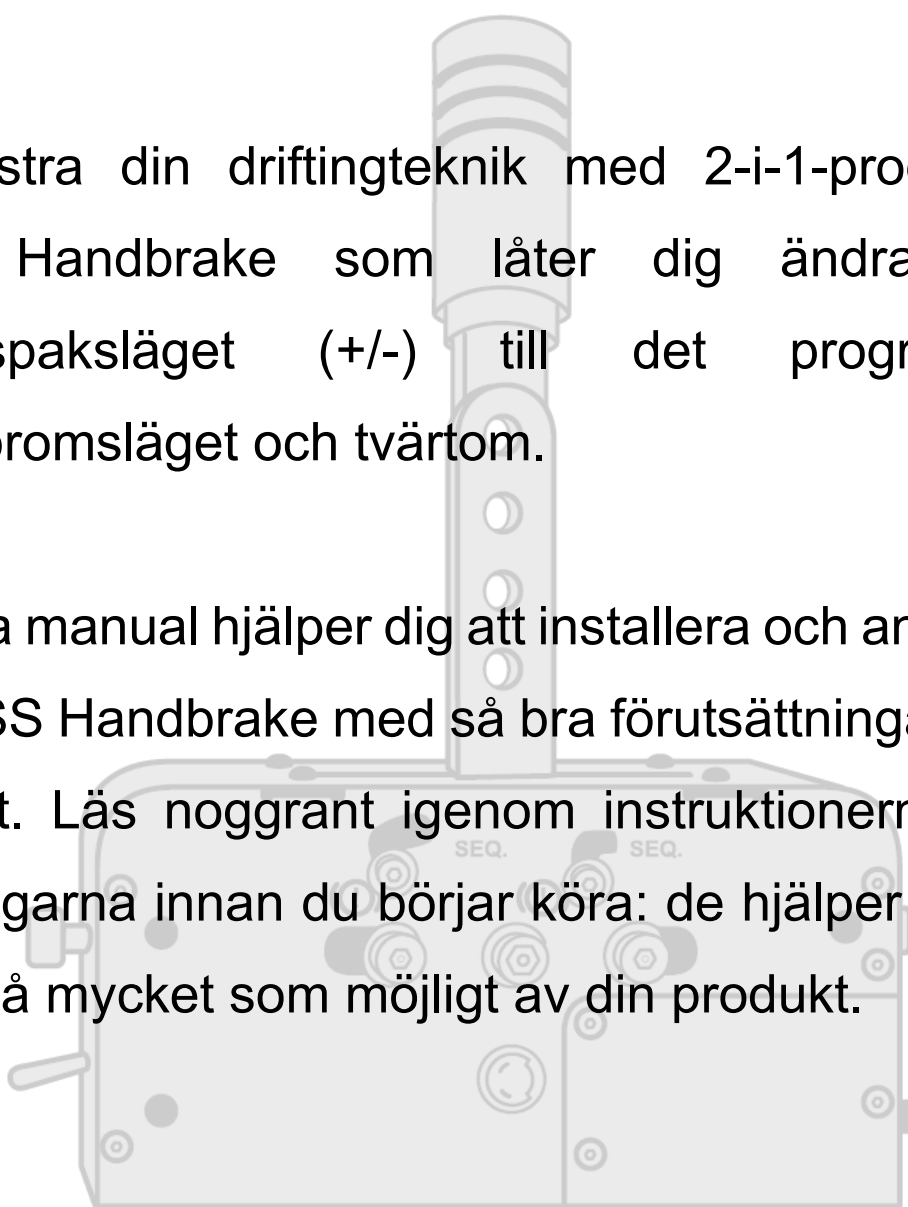 stra din driftingteknik med 2-i-1-pro
Handbrake som låter dig ändra
spaksläget (+/-) till det progr
romsläget och tvärtom.
a manual hjälper dig att installera och an
SS Handbrake med så bra förutsättninga
t. Läs noggrant igenom instruktionern
SEQ. SEQ.
garna innan du börjar köra: de hjälper
å mycket som möjligt av din produkt.